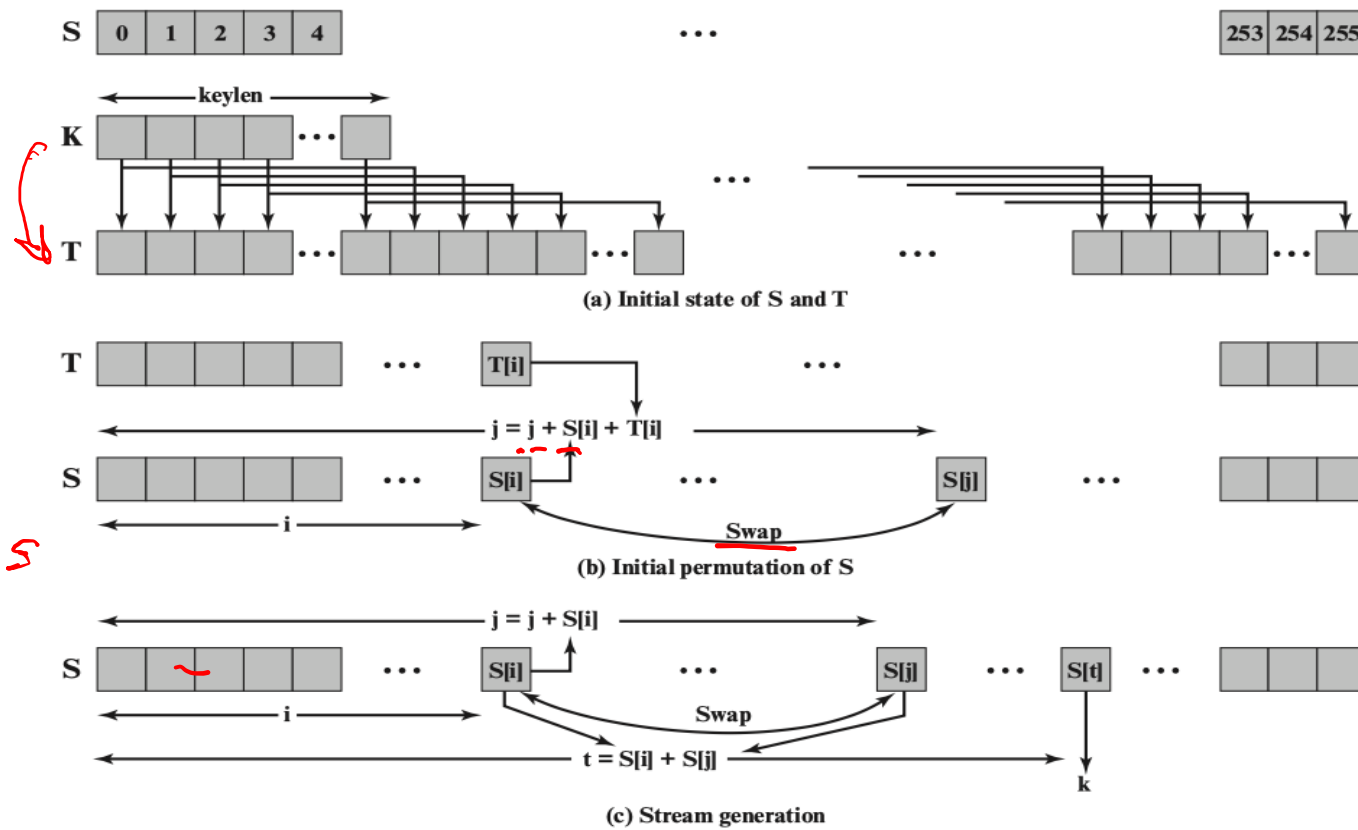 S 0 1 2 3 4 ••• 253 254 255
keylen
K •••
•••
T ••• ••• ••• •••
(a) Initial state of S and T
T ••• T[i] •••
j = j + S[i] + T[i]
S ••• S[i] ••• S[j] •••
i
Swap
S
(b) Initial permutation of S
j = j + S[i]
S ••• S[i] ••• S[j] ••• S[t] •••
i
Swap
t = S[i] + S[j]
k
(c) Stream generation